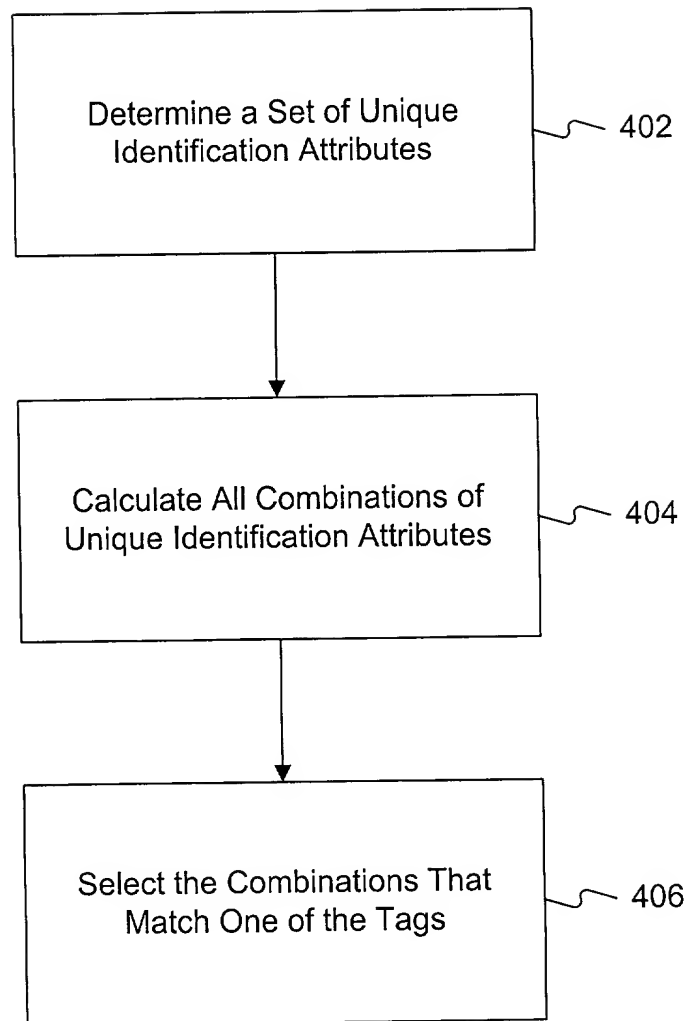 Determine a Set of Unique
Identification Attributes
402
Calculate All Combinations of
Unique Identification Attributes
404
Select the Combinations That
Match One of the Tags
406